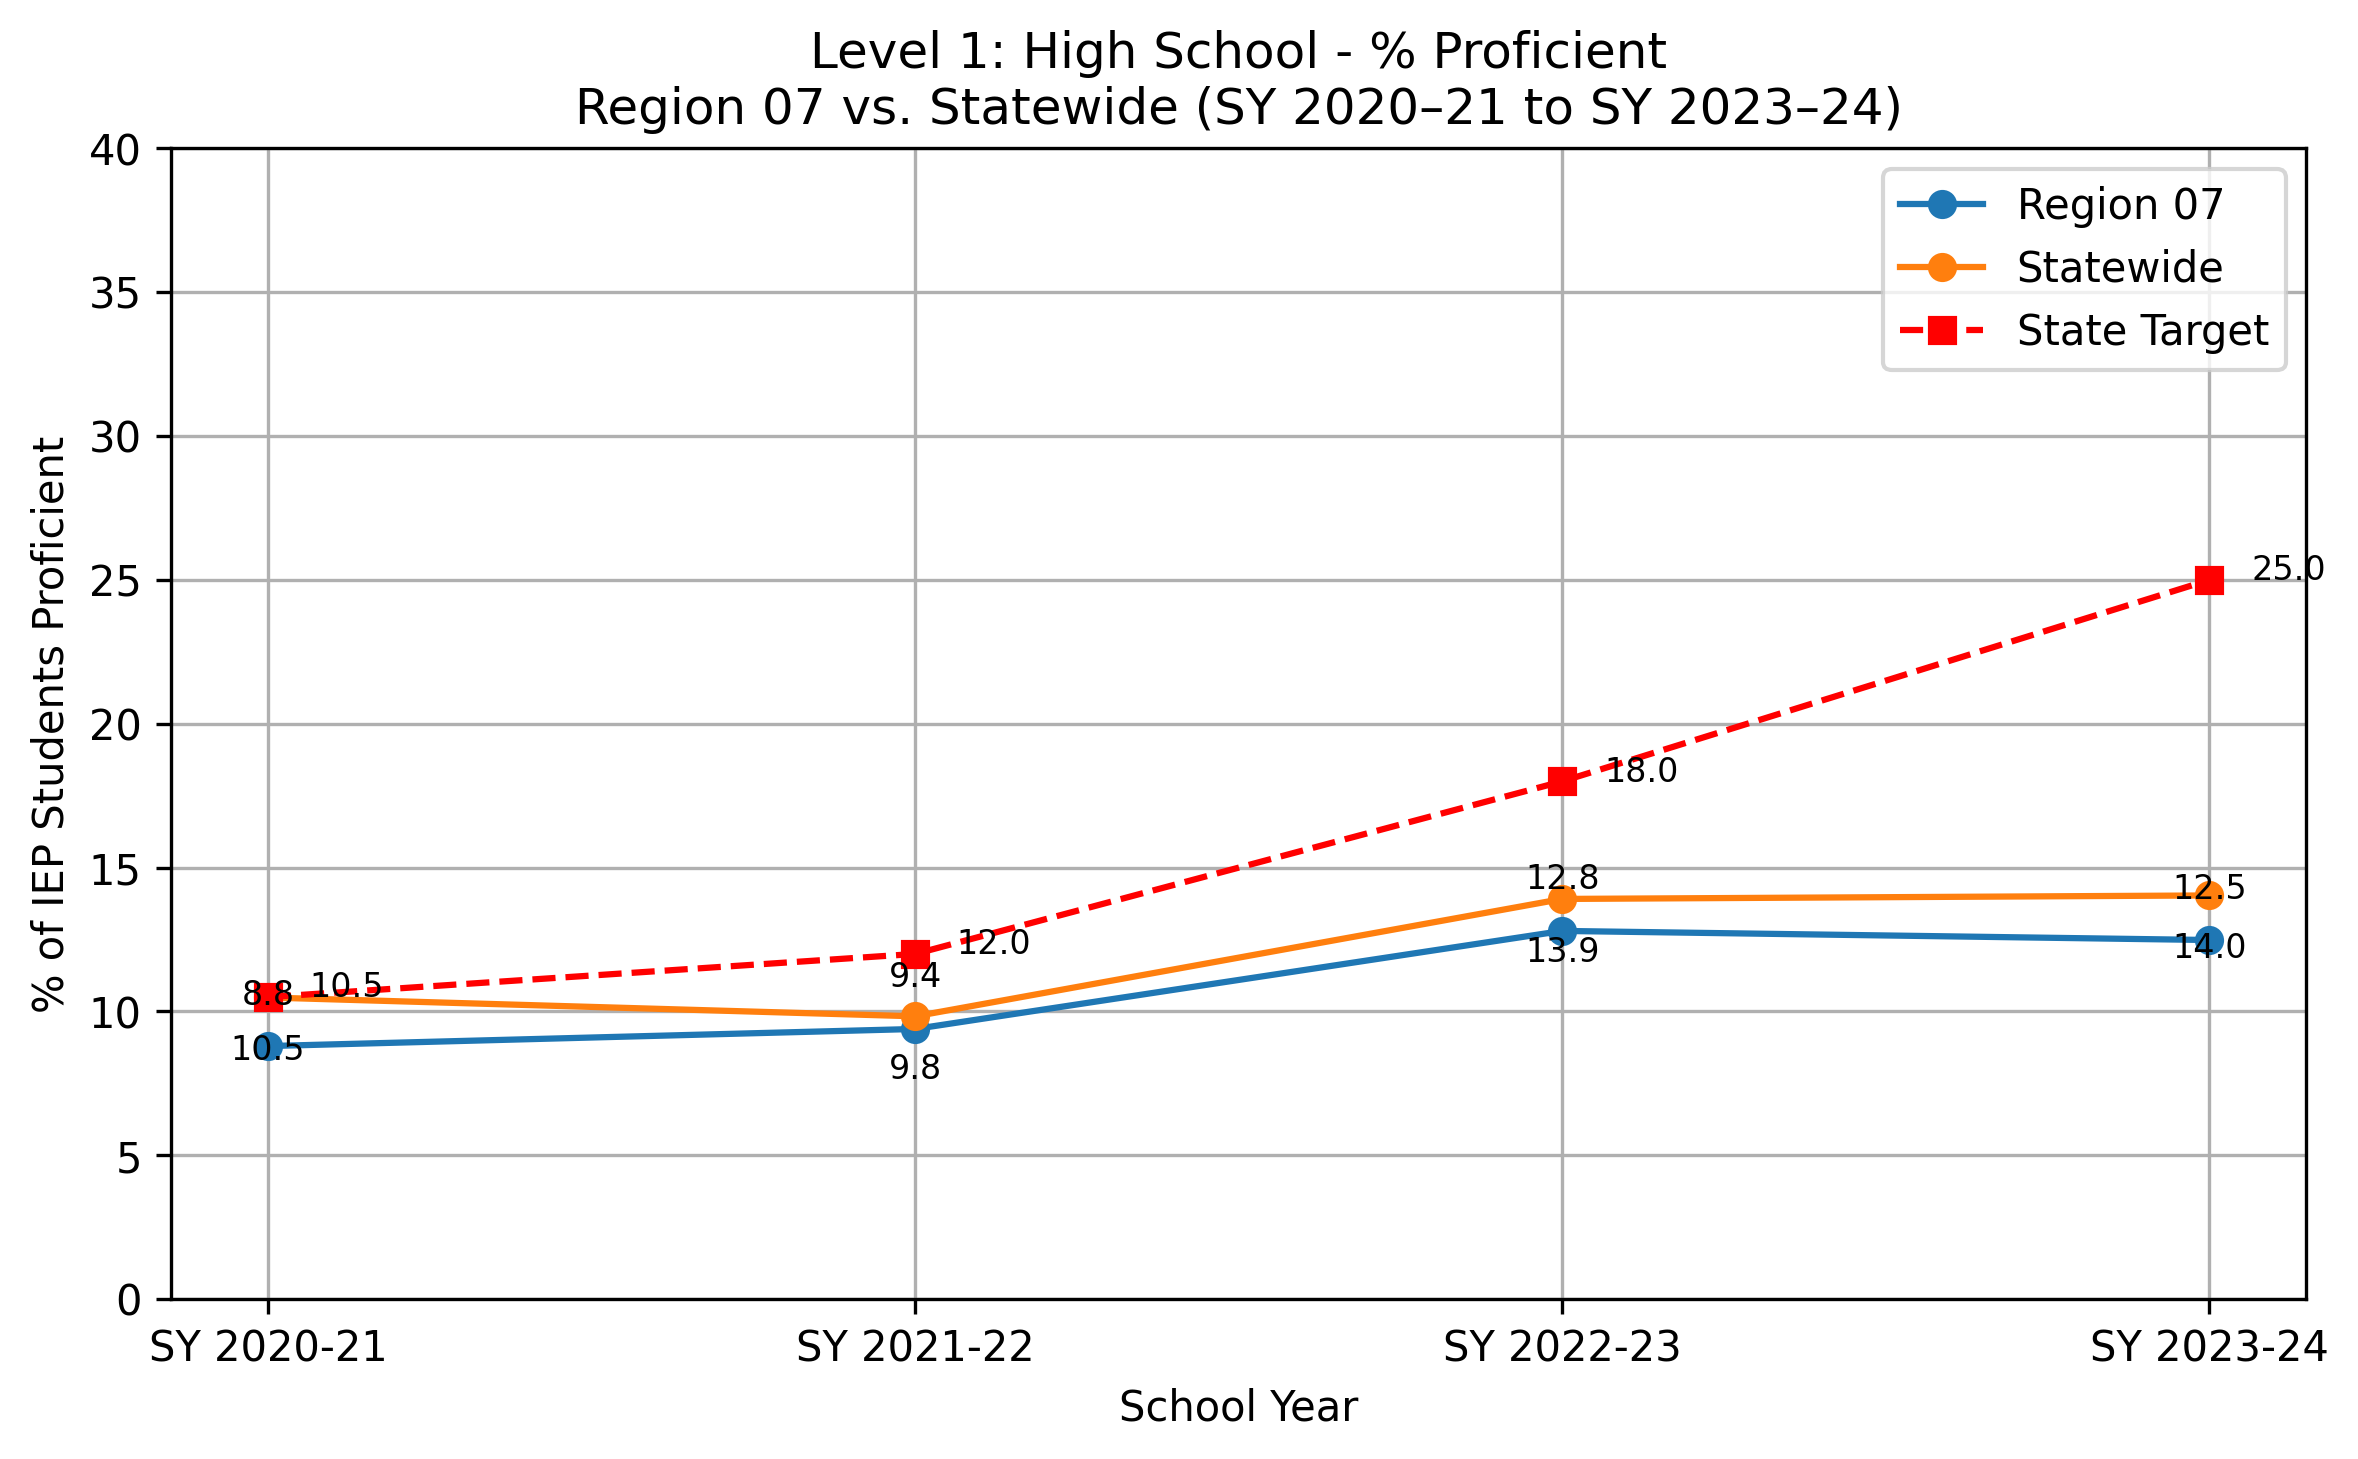 Level 1: High School - % Proficient
Region 07 vs. Statewide (SY 2020–21 to SY 2023–24)
% of IEP Students Proficient
40
35
30
25
20
15
10
5
0
Region 07
Statewide
State Target
25.0
18.0
12.8
12.5
13.9
14.0
12.0
9.4
8.8
10.5
10.5
9.8
SY 2020-21
SY 2021-22
SY 2022-23
SY 2023-24
School Year